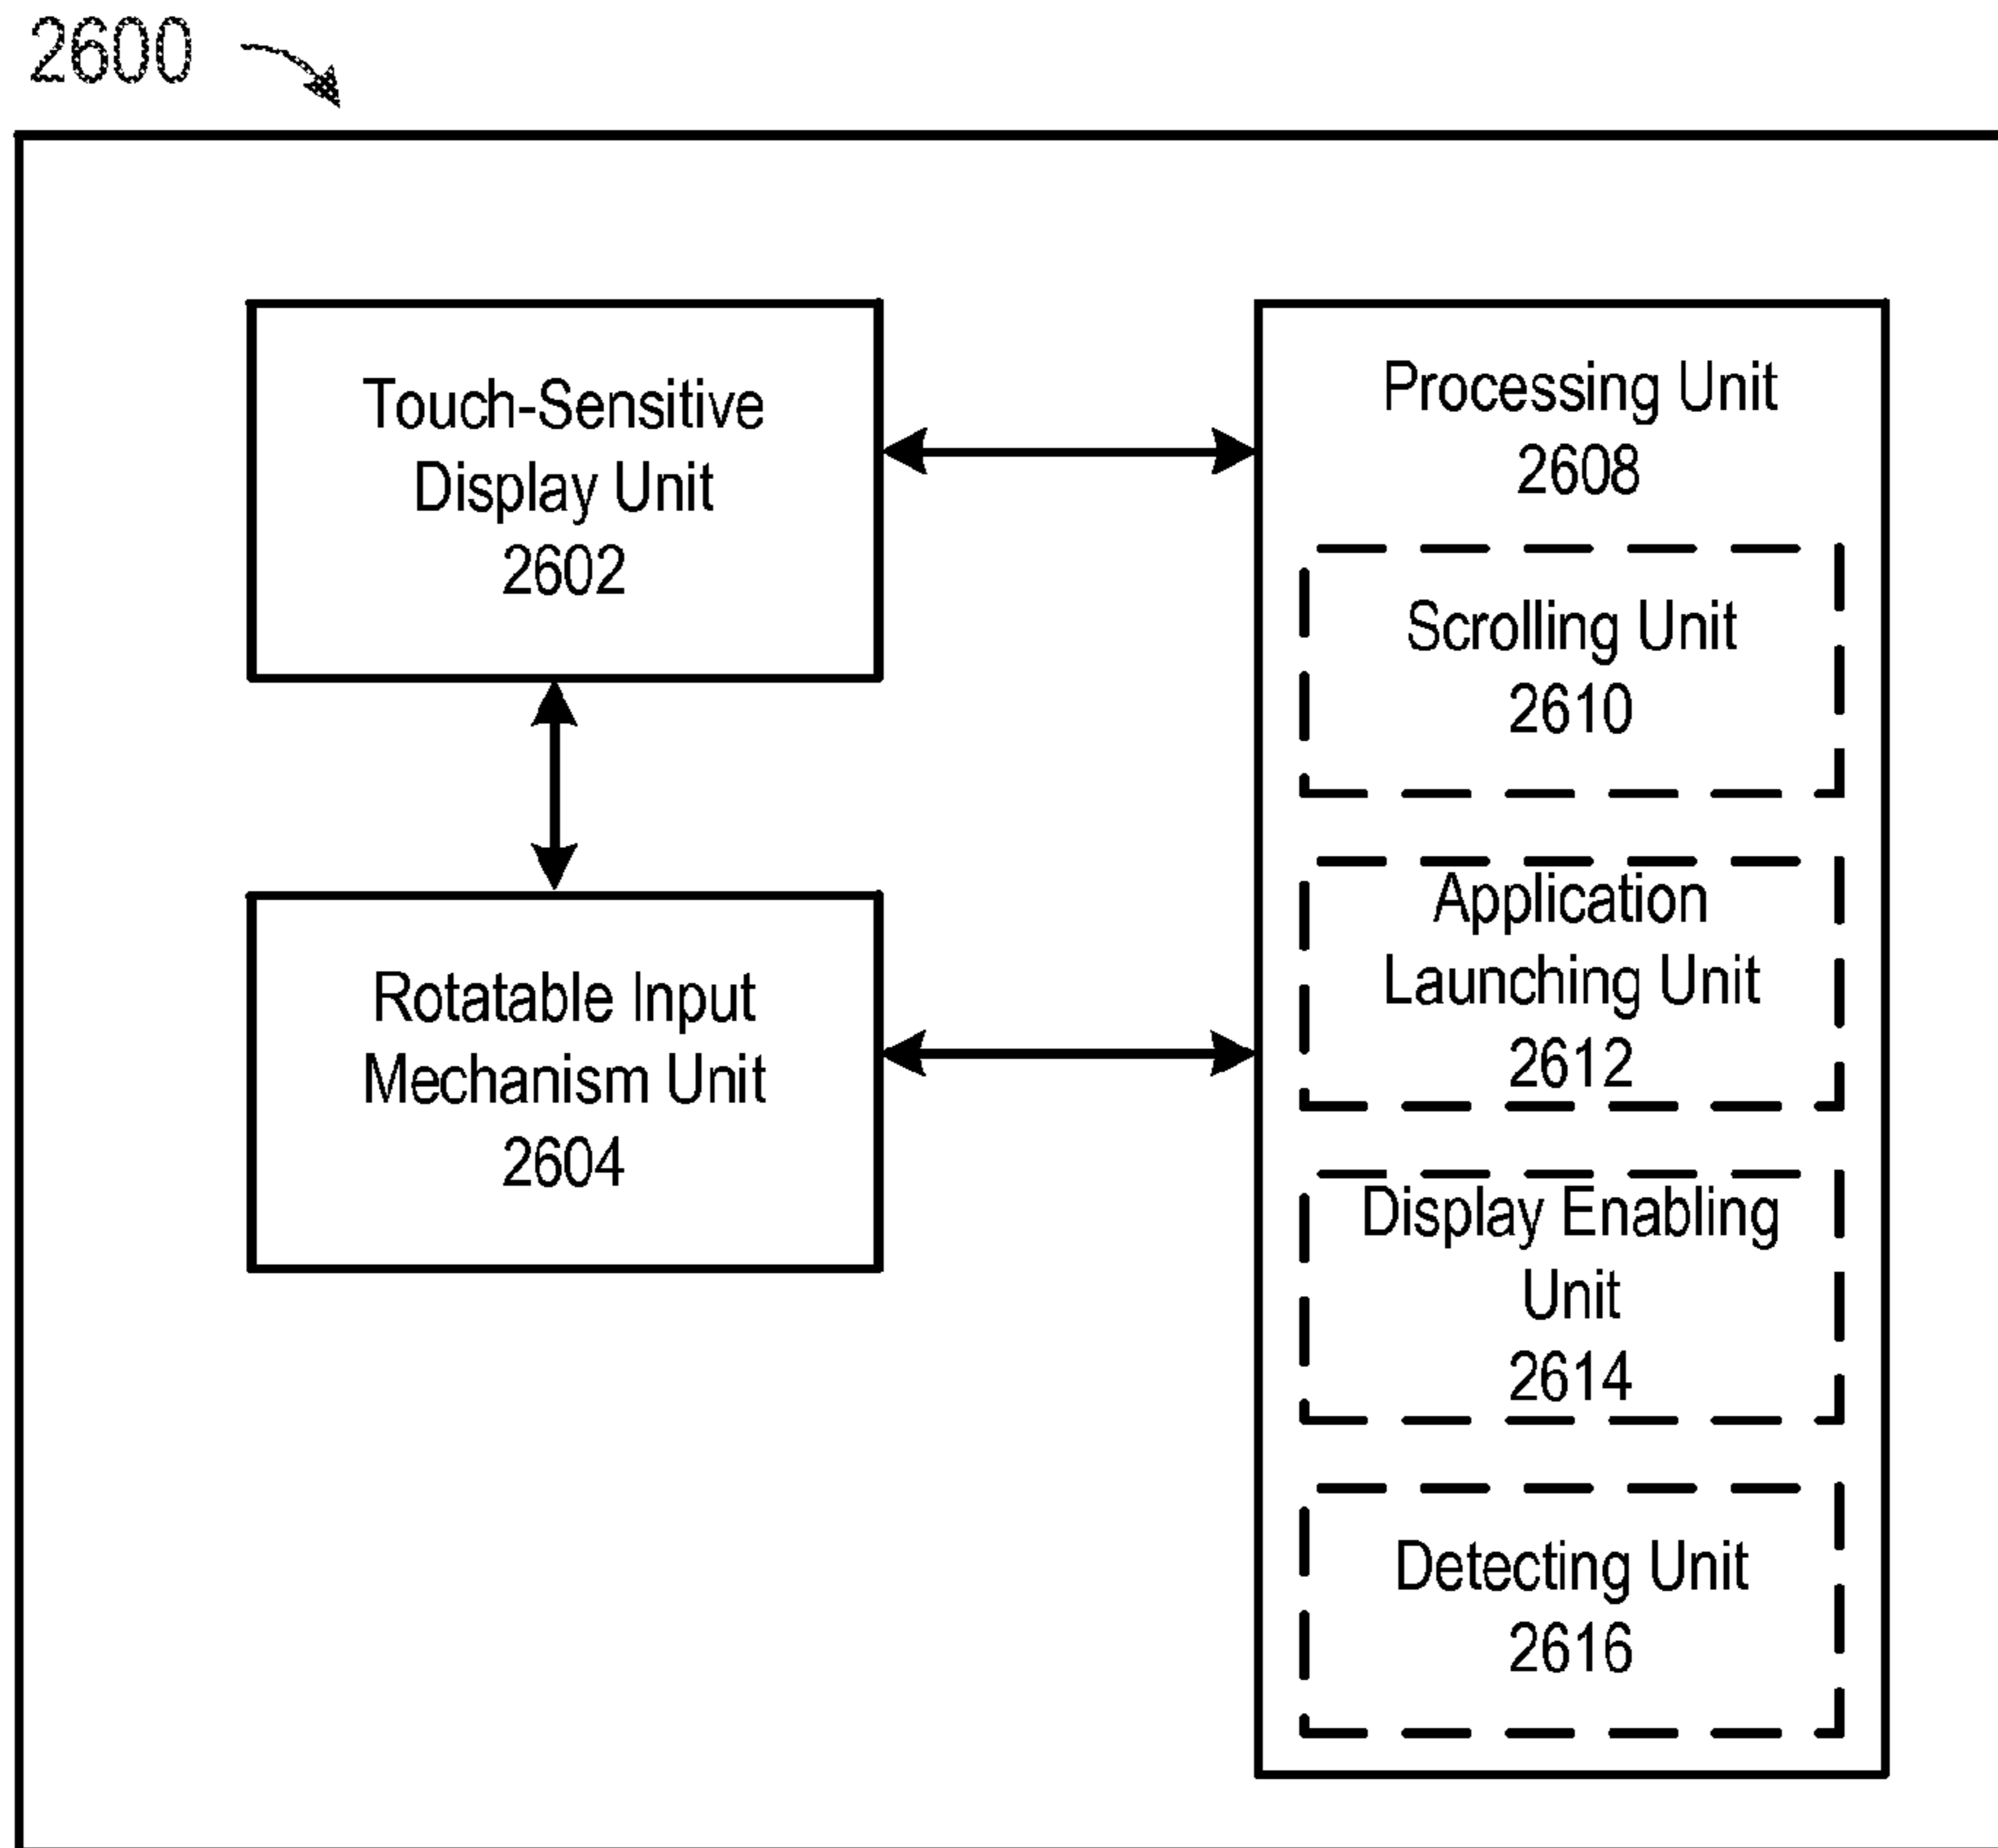 2600
Touch-Sensitive
Display Unit
2602
Rotatable Input
Mechanism Unit
2604
Processing Unit
2608
Scrolling Unit
2610
Application
Launching Unit
2612
Display Enabling
Unit
2614
Detecting Unit
2616